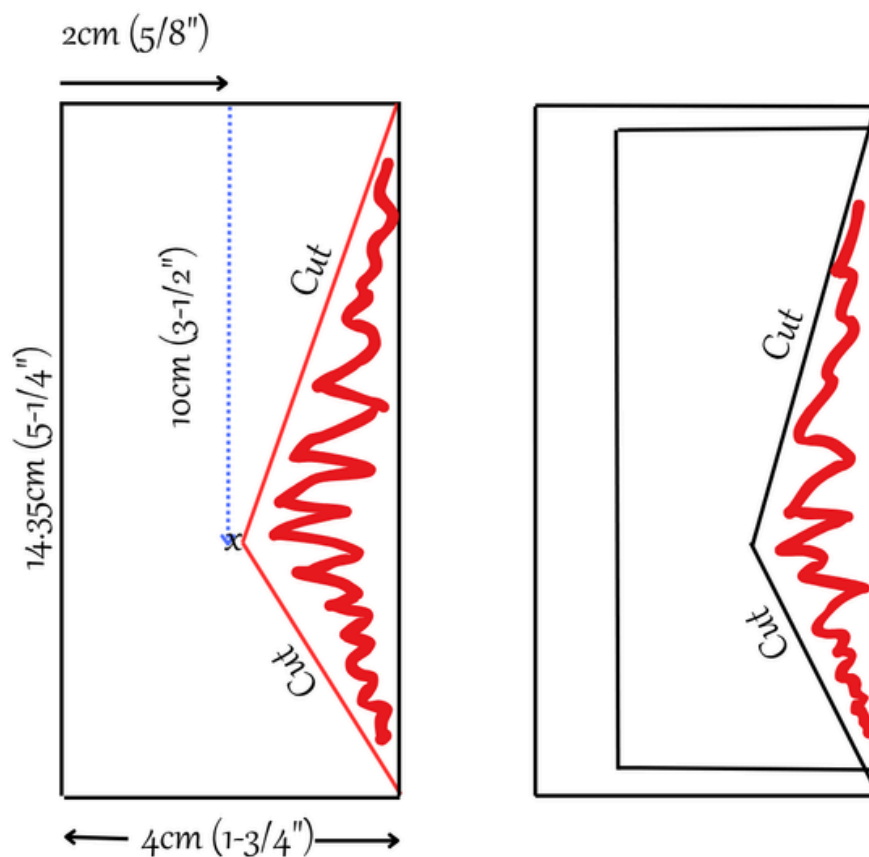 2cm (5/8")
Cut
10cm (3-1/2")
14.35cm (5-1/4")
x
Cut
4cm (1-3/4")
Cut
Cut